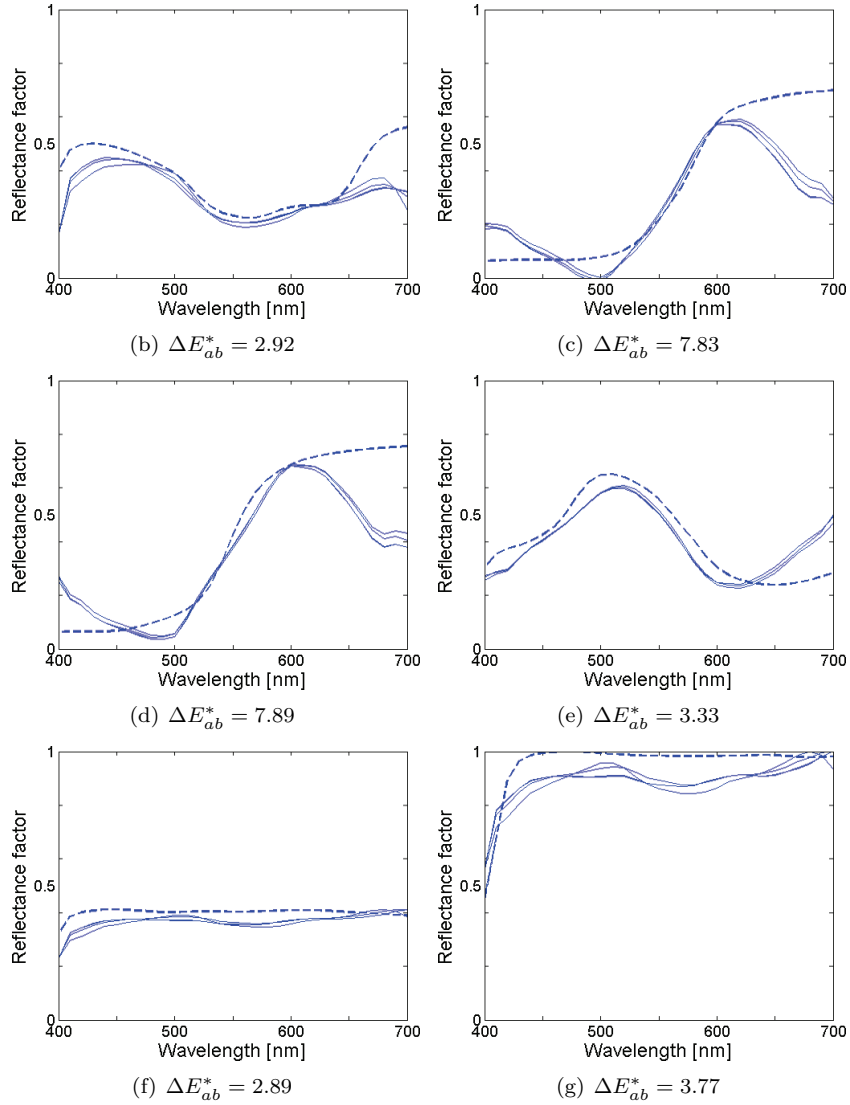 1
0.5
0
Reflectance factor
400 500 600 700
Wavelength [nm]
(b) ΔE*ab = 2.92
1
0.5
0
Reflectance factor
400 500 600 700
Wavelength [nm]
(c) ΔE*ab = 7.83
1
0.5
0
Reflectance factor
400 500 600 700
Wavelength [nm]
(d) ΔE*ab = 7.89
1
0.5
0
Reflectance factor
400 500 600 700
Wavelength [nm]
(e) ΔE*ab = 3.33
1
0.5
0
Reflectance factor
400 500 600 700
Wavelength [nm]
(f) ΔE*ab = 2.89
1
0.5
0
Reflectance factor
400 500 600 700
Wavelength [nm]
(g) ΔE*ab = 3.77